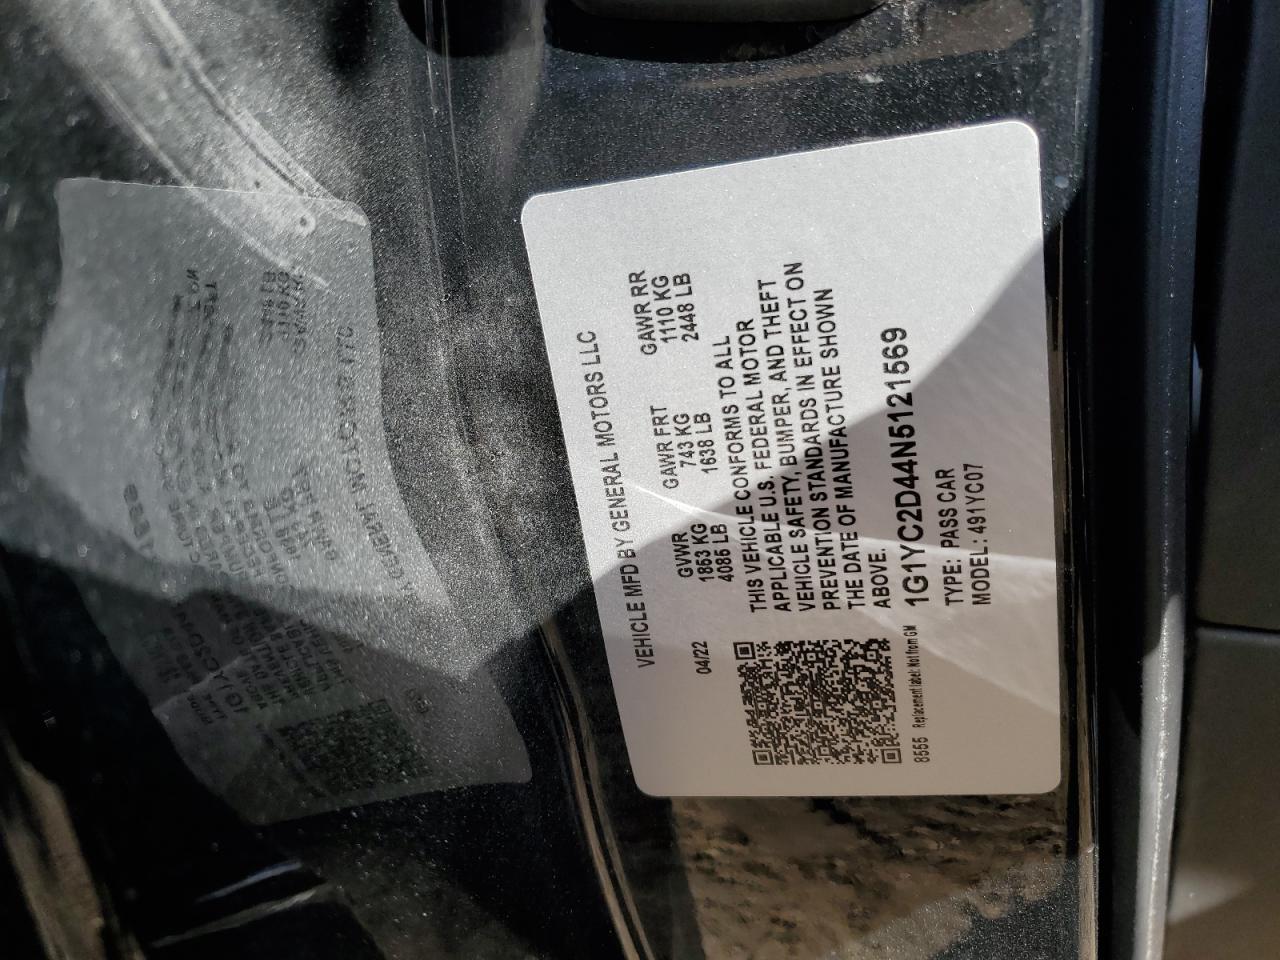 VEHICLE MFD BY GENERAL MOTORS LLC
04/22
GVWR GAWR FRT GAWR RR
1853 KG 743 KG 1110 KG
4085 LB 1638 LB 2448 LB
THIS VEHICLE CONFORMS TO ALL
APPLICABLE U.S. FEDERAL MOTOR
VEHICLE SAFETY, BUMPER, AND THEFT
PREVENTION STANDARDS IN EFFECT ON
THE DATE OF MANUFACTURE SHOWN
ABOVE.
1G1YC2D44N5121569
TYPE: PASS CAR
MODEL: 491YC07
8555 Replacement label: Not from GM